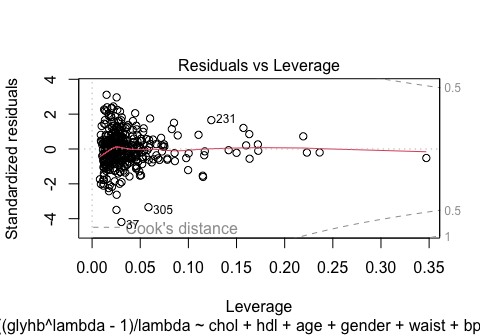 Residuals vs Leverage
Standardized residuals
4
2
0
-2
-4
0.5
0.5
1
231
305
37
Cook's distance
0.00 0.05 0.10 0.15 0.20 0.25 0.30 0.35
Leverage
((glyhb^lambda - 1)/lambda ~ chol + hdl + age + gender + waist + bp